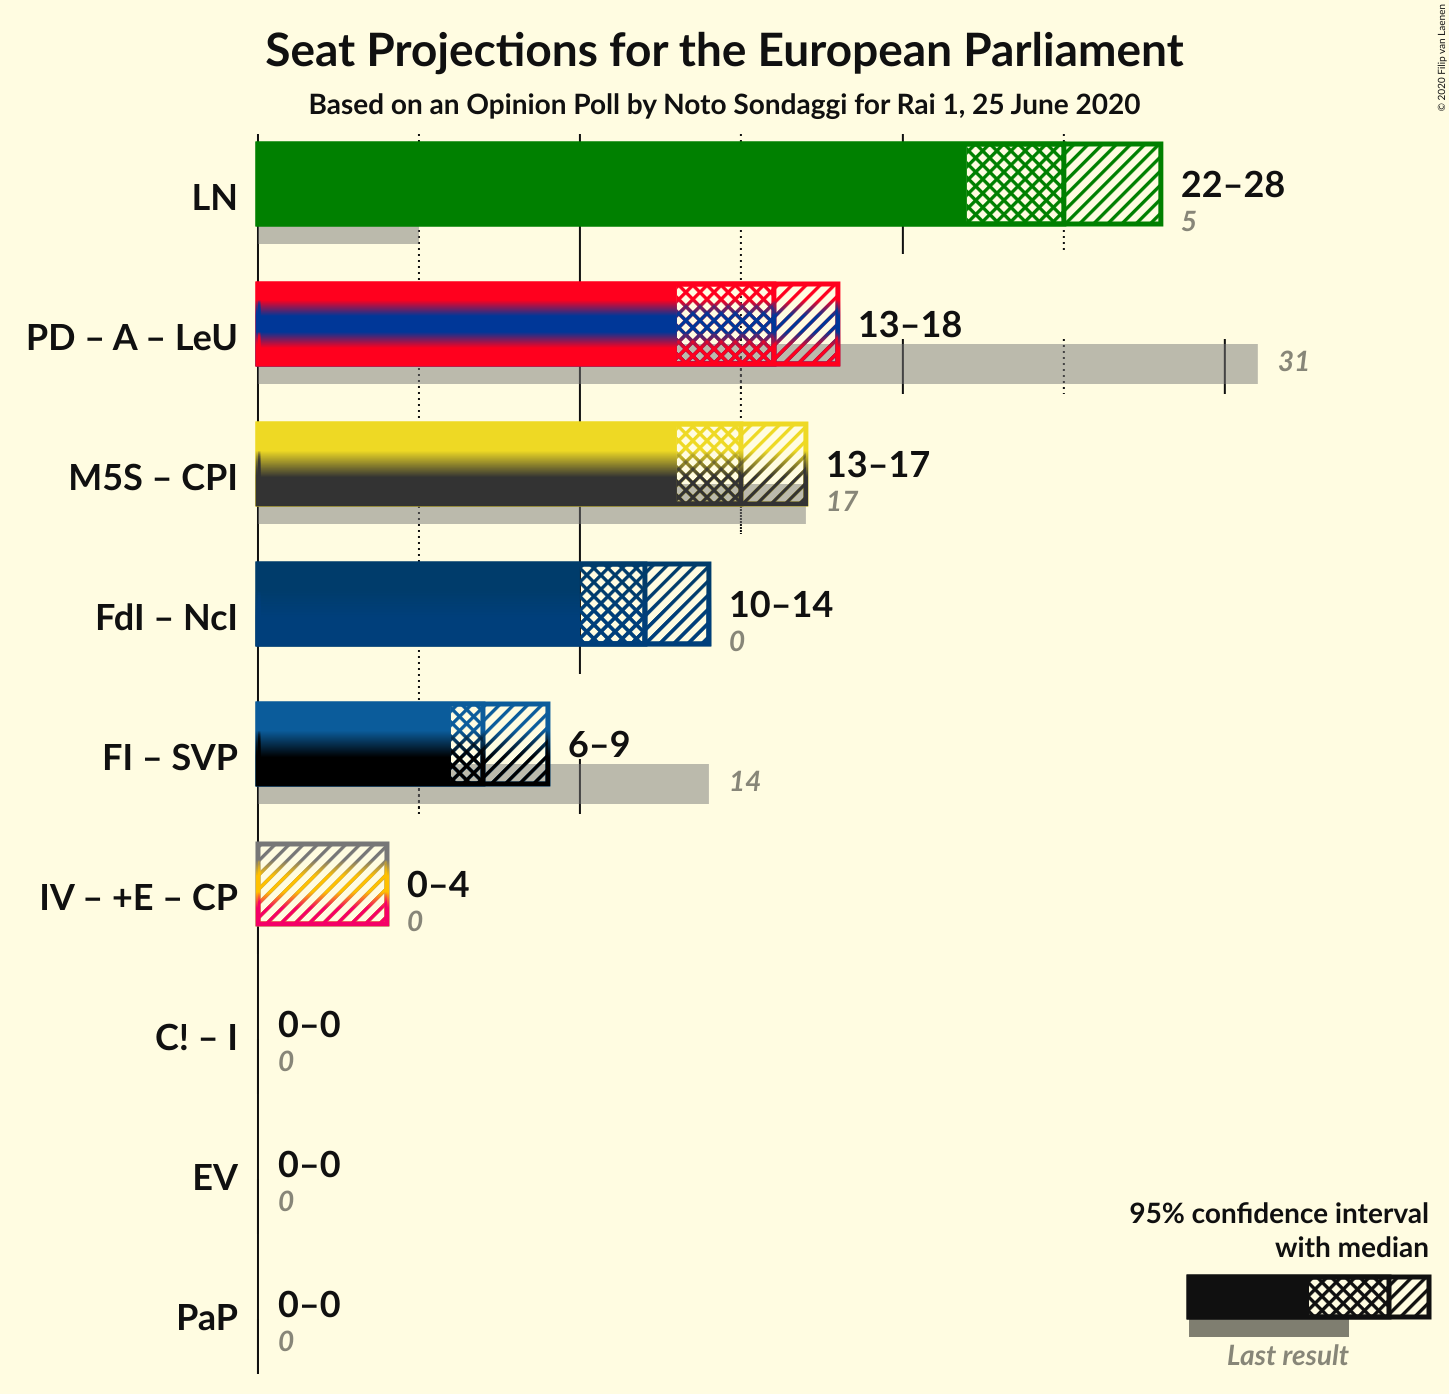 Seat Projections for the European Parliament
Based on an Opinion Poll by Noto Sondaggi for Rai 1, 25 June 2020
© 2020 Filip van Laenen
LN
22–28
5
PD – A – LeU
13–18
31
M5S – CPI
13–17
17
FdI – NcI
10–14
0
FI – SVP
6–9
14
IV – +E – CP
0–4
0
C! – I
0–0
0
EV
0–0
0
PaP
0–0
0
95% confidence interval
with median
Last result